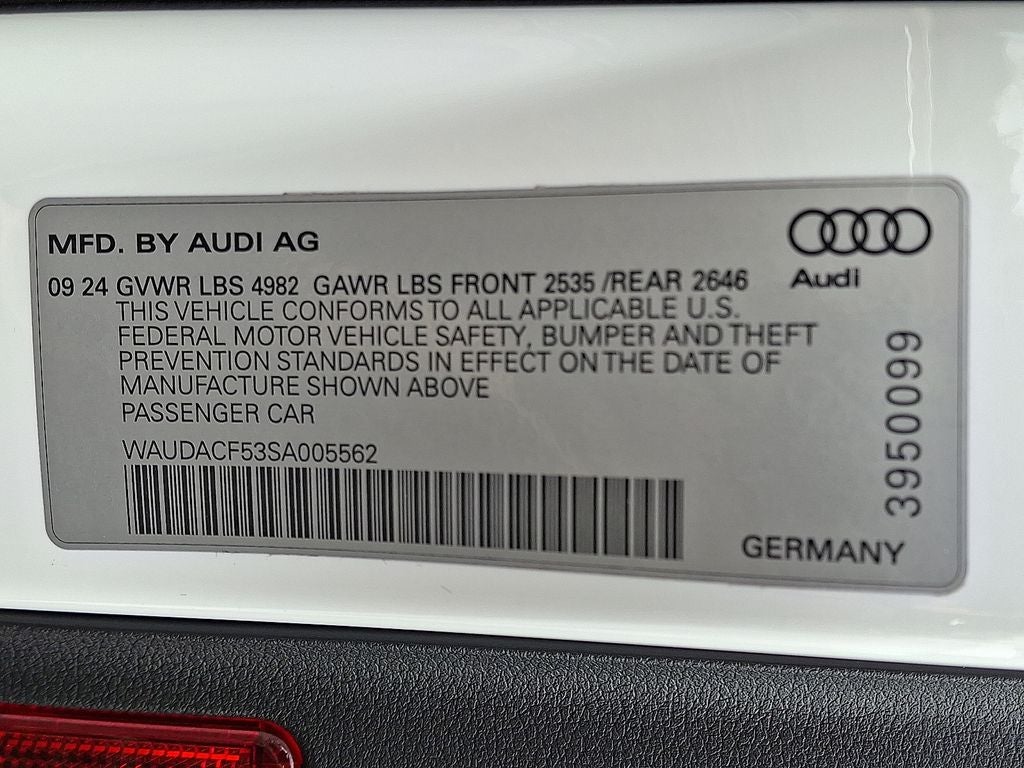 MFD. BY AUDI AG
Audi
09 24 GVWR LBS 4982 GAWR LBS FRONT 2535 /REAR 2646
THIS VEHICLE CONFORMS TO ALL APPLICABLE U.S.
FEDERAL MOTOR VEHICLE SAFETY, BUMPER AND THEFT
PREVENTION STANDARDS IN EFFECT ON THE DATE OF
MANUFACTURE SHOWN ABOVE
PASSENGER CAR
WAUDACF53SA005562
3950099
GERMANY